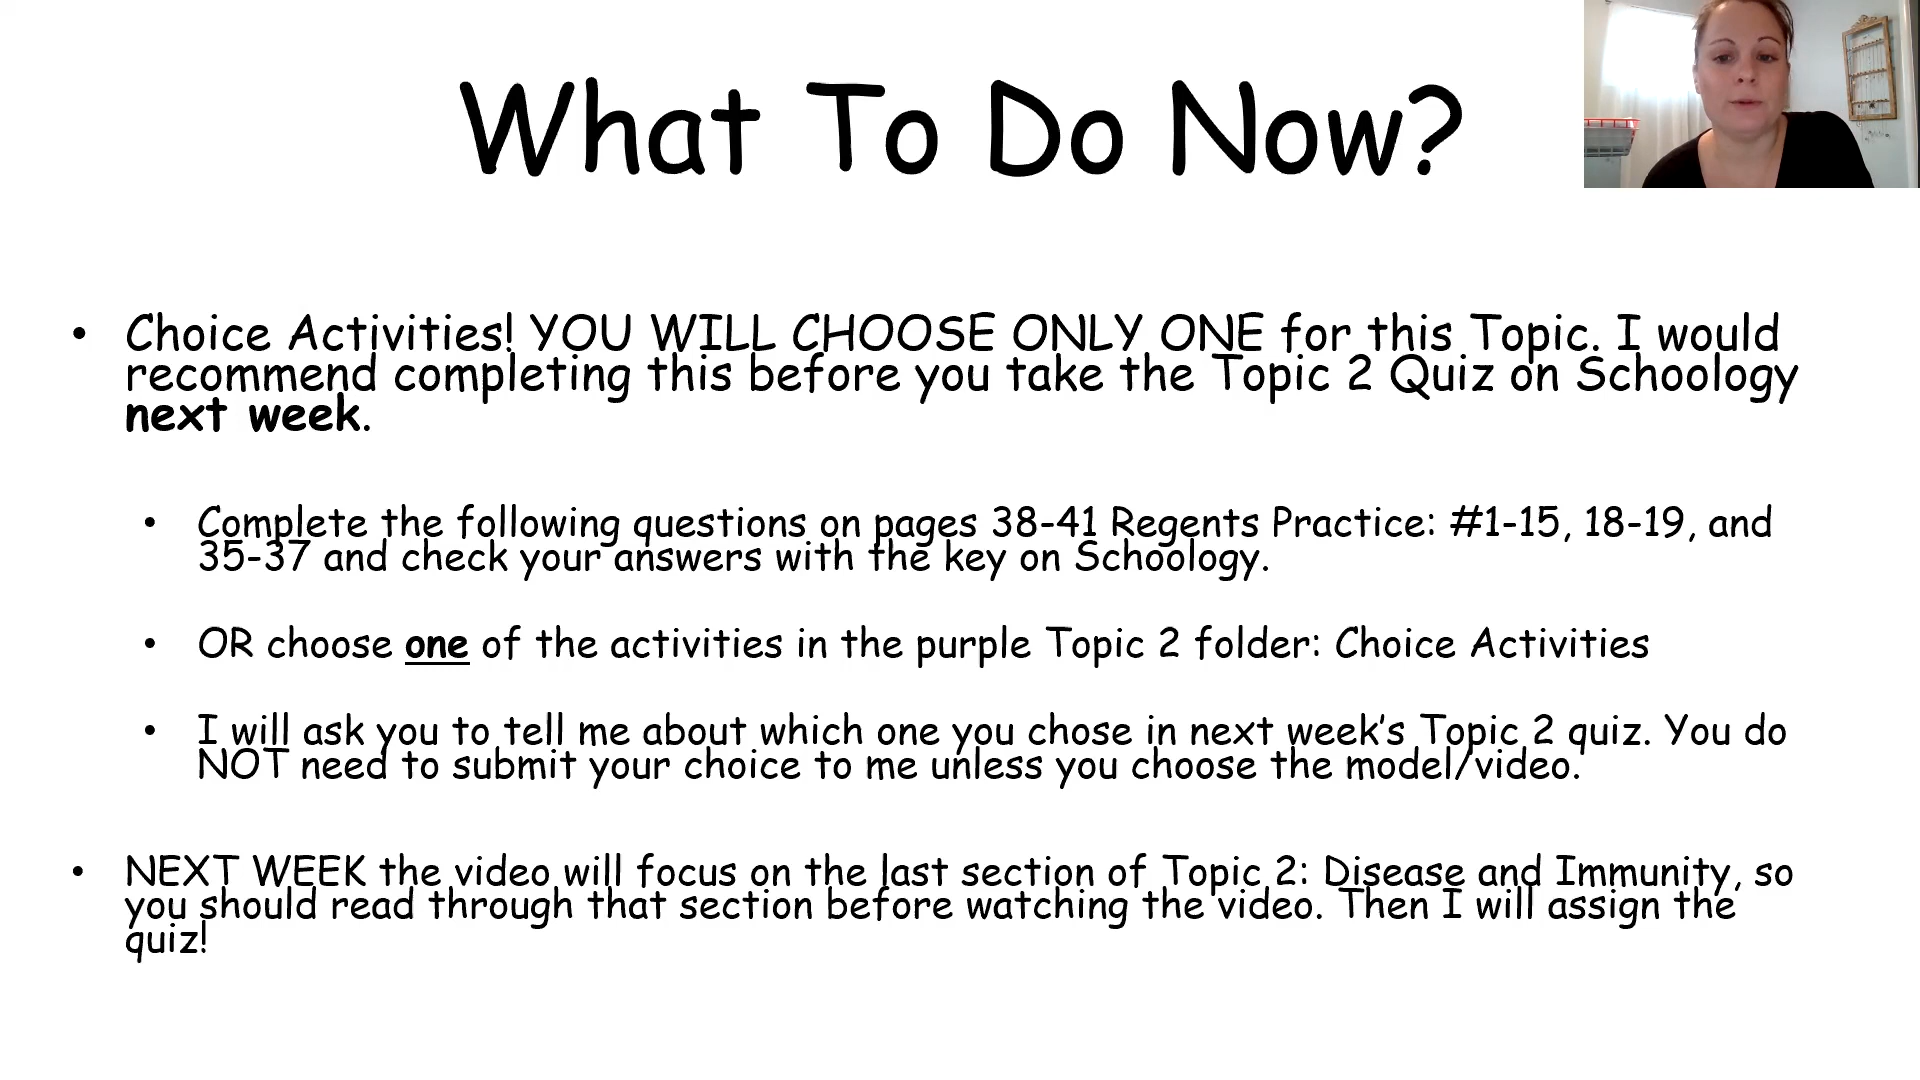 What To Do Now?
• Choice Activities! YOU WILL CHOOSE ONLY ONE for this Topic. I would
recommend completing this before you take the Topic 2 Quiz on Schoology
next week.
• Complete the following questions on pages 38-41 Regents Practice: #1-15, 18-19, and
35-37 and check your answers with the key on Schoology.
• OR choose one of the activities in the purple Topic 2 folder: Choice Activities
• I will ask you to tell me about which one you chose in next week’s Topic 2 quiz. You do
NOT need to submit your choice to me unless you choose the model/video.
• NEXT WEEK the video will focus on the last section of Topic 2: Disease and Immunity, so
you should read through that section before watching the video. Then I will assign the
quiz!